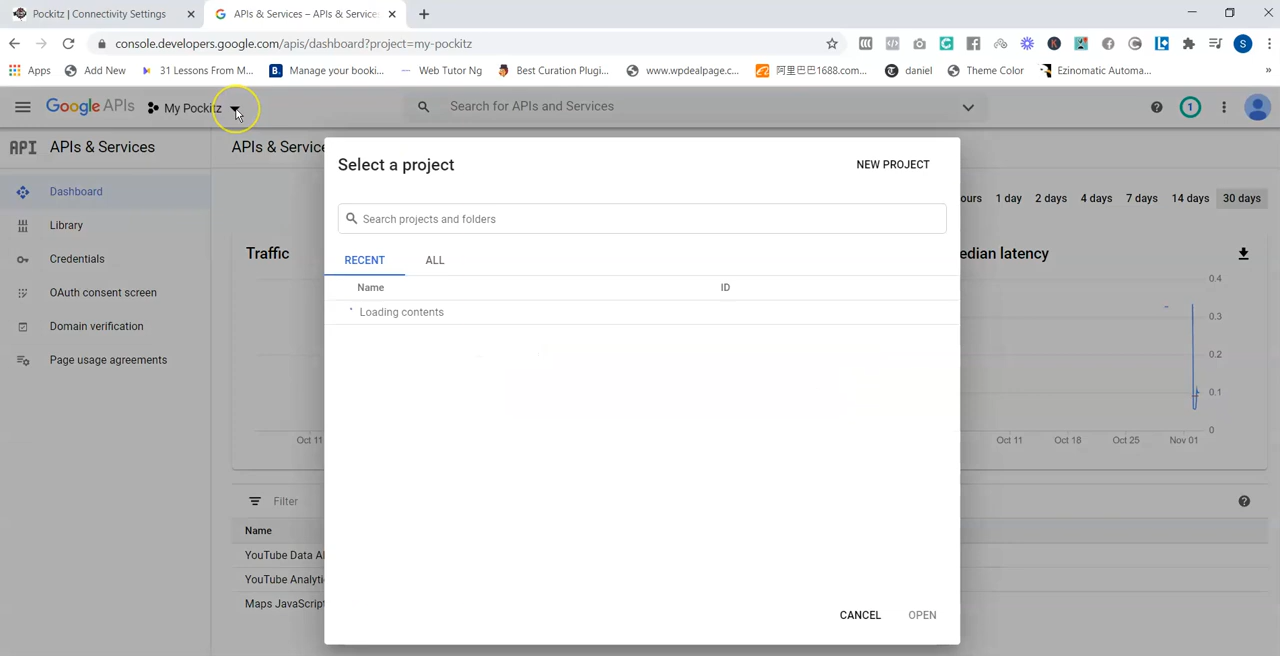 Pockitz | Connectivity Settings
APIs & Services – APIs & Services
console.developers.google.com/apis/dashboard?project=my-pockitz
S
Apps
Add New
31 Lessons From M...
B.
Manage your booki...
Web Tutor Ng
Best Curation Plugi...
www.wpdealpage.c...
阿里巴巴1688.com...
daniel
Theme Color
Ezinomatic Automa...
»
Google APIs
My Pockitz
Search for APIs and Services
1
API APIs & Services
APIs & Service
Dashboard
Library
Credentials
OAuth consent screen
Domain verification
Page usage agreements
Select a project
NEW PROJECT
Search projects and folders
RECENT
ALL
Name
ID
Loading contents
CANCEL
OPEN
ours
1 day
2 days
4 days
7 days
14 days
30 days
Traffic
edian latency
0.4
0.3
0.2
0.1
0
Oct 11
Oct 11
Oct 18
Oct 25
Nov 01
Filter
Name
YouTube Data A
YouTube Analyti
Maps JavaScript